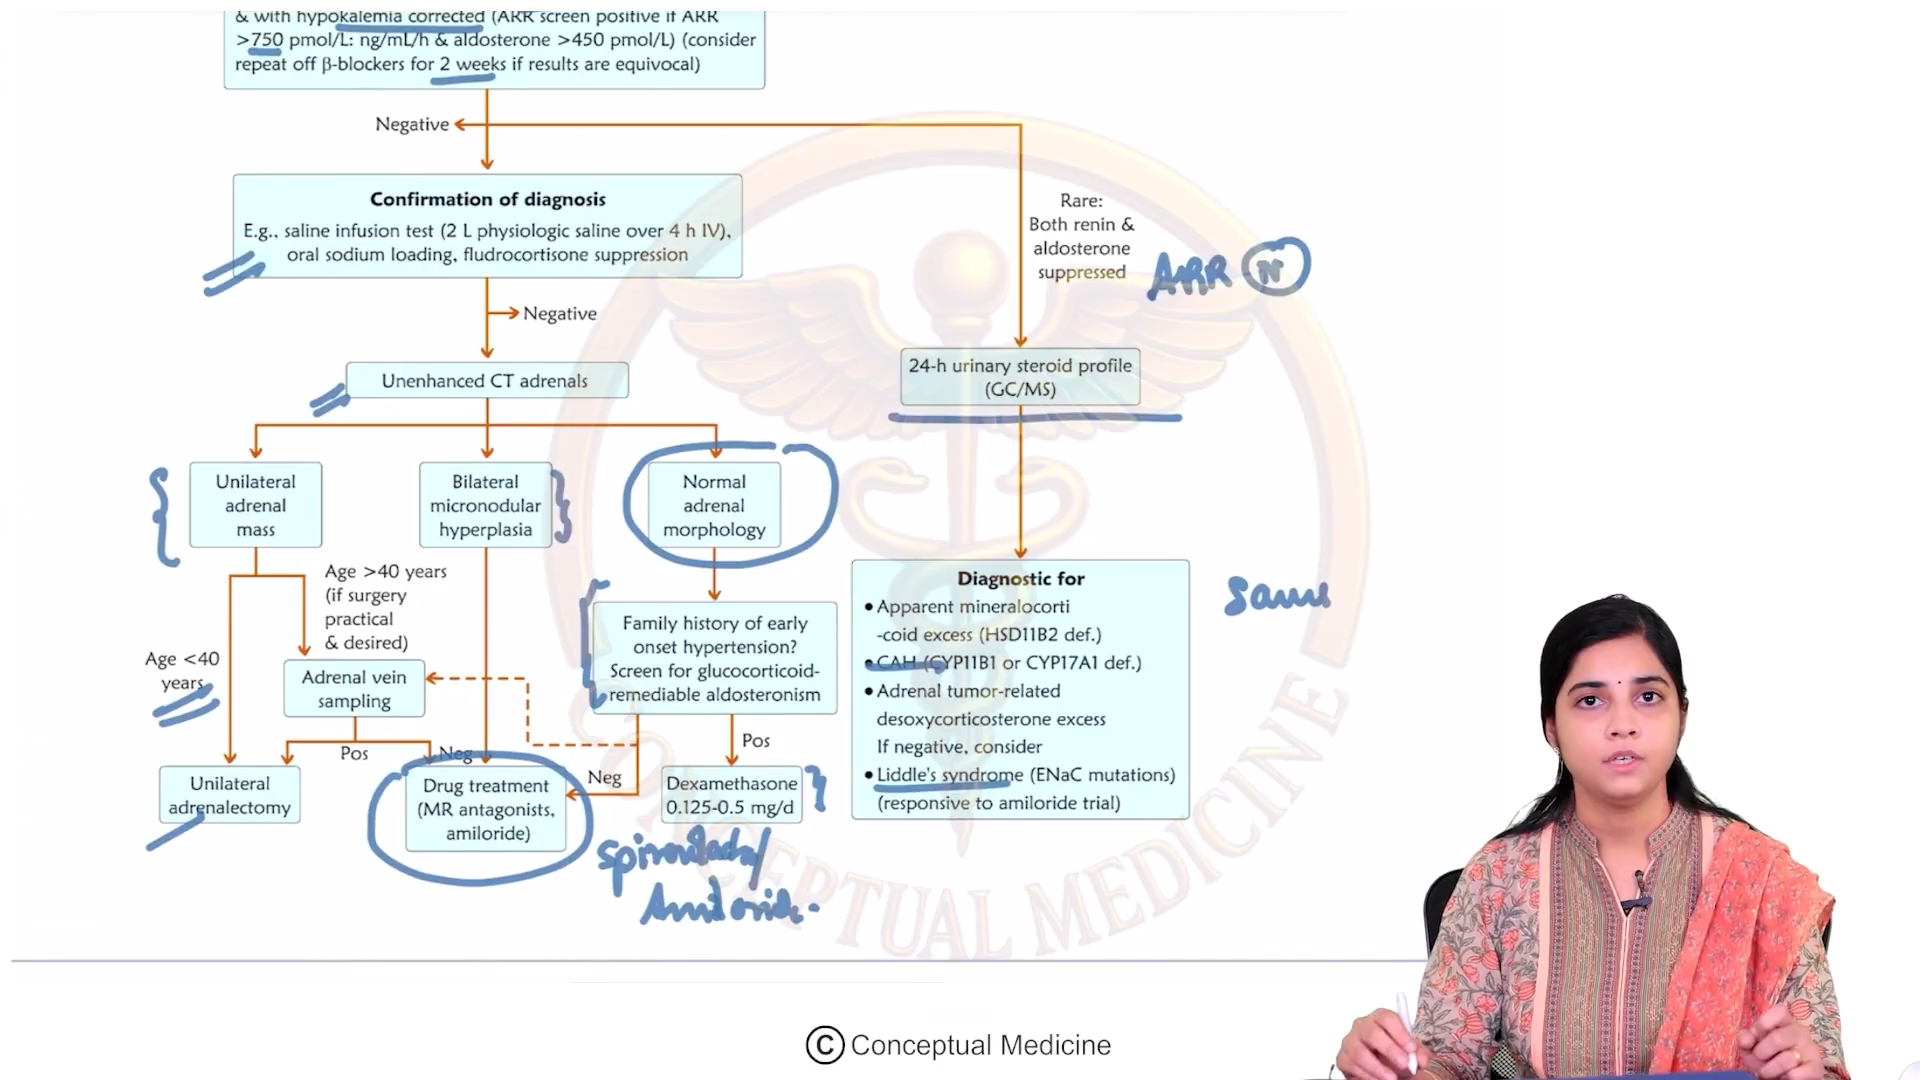 & with hypokalemia corrected (ARR screen positive if ARR
>750 pmol/L: ng/mL/h & aldosterone >450 pmol/L) (consider
repeat off β-blockers for 2 weeks if results are equivocal)
Negative
Confirmation of diagnosis
E.g., saline infusion test (2 L physiologic saline over 4 h IV),
oral sodium loading, fludrocortisone suppression
Rare:
Both renin &
aldosterone
suppressed
ARR N
Negative
Unenhanced CT adrenals
24-h urinary steroid profile
(GC/MS)
Unilateral
adrenal
mass
Bilateral
micronodular
hyperplasia
Normal
adrenal
morphology
Age >40 years
(if surgery
practical
& desired)
Age <40
years
Adrenal vein
sampling
Family history of early
onset hypertension?
Screen for glucocorticoid-
remediable aldosteronism
Diagnostic for
• Apparent mineralocorti
-coid excess (HSD11B2 def.)
• CAH (CYP11B1 or CYP17A1 def.)
• Adrenal tumor-related
desoxycorticosterone excess
If negative, consider
• Liddle's syndrome (ENaC mutations)
(responsive to amiloride trial)
Same
Pos
Neg
Neg
Pos
Unilateral
adrenalectomy
Drug treatment
(MR antagonists,
amiloride)
Dexamethasone
0.125-0.5 mg/d
Amiloride
CONCEPTUAL MEDICINE
© Conceptual Medicine